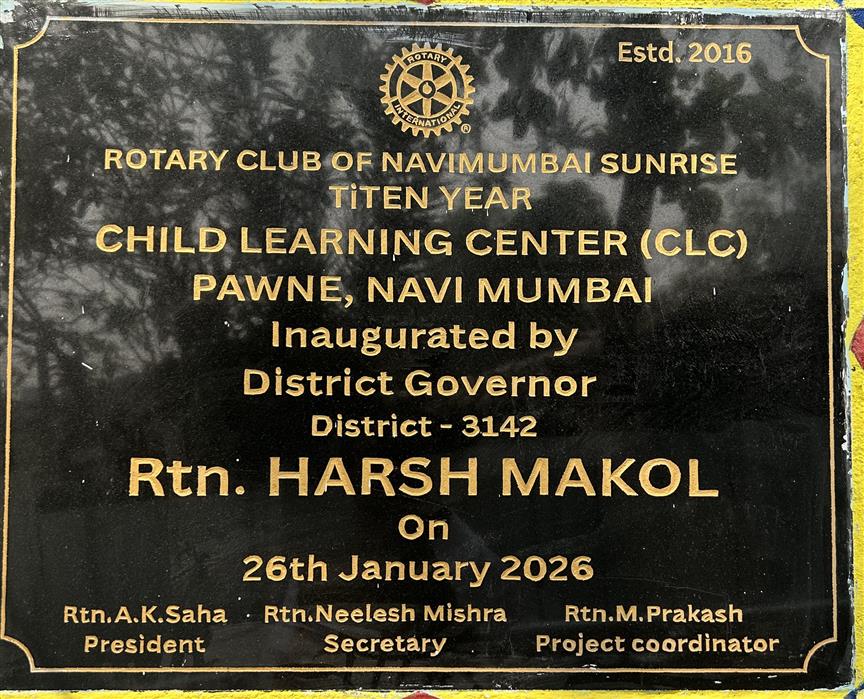 Estd. 2016
ROTARY
INTERNATIONAL
®
ROTARY CLUB OF NAVIMUMBAI SUNRISE
TiTEN YEAR
CHILD LEARNING CENTER (CLC)
PAWNE, NAVI MUMBAI
Inaugurated by
District Governor
District - 3142
Rtn. HARSH MAKOL
On
26th January 2026
Rtn.A.K.Saha Rtn.Neelesh Mishra Rtn.M.Prakash
President Secretary Project coordinator